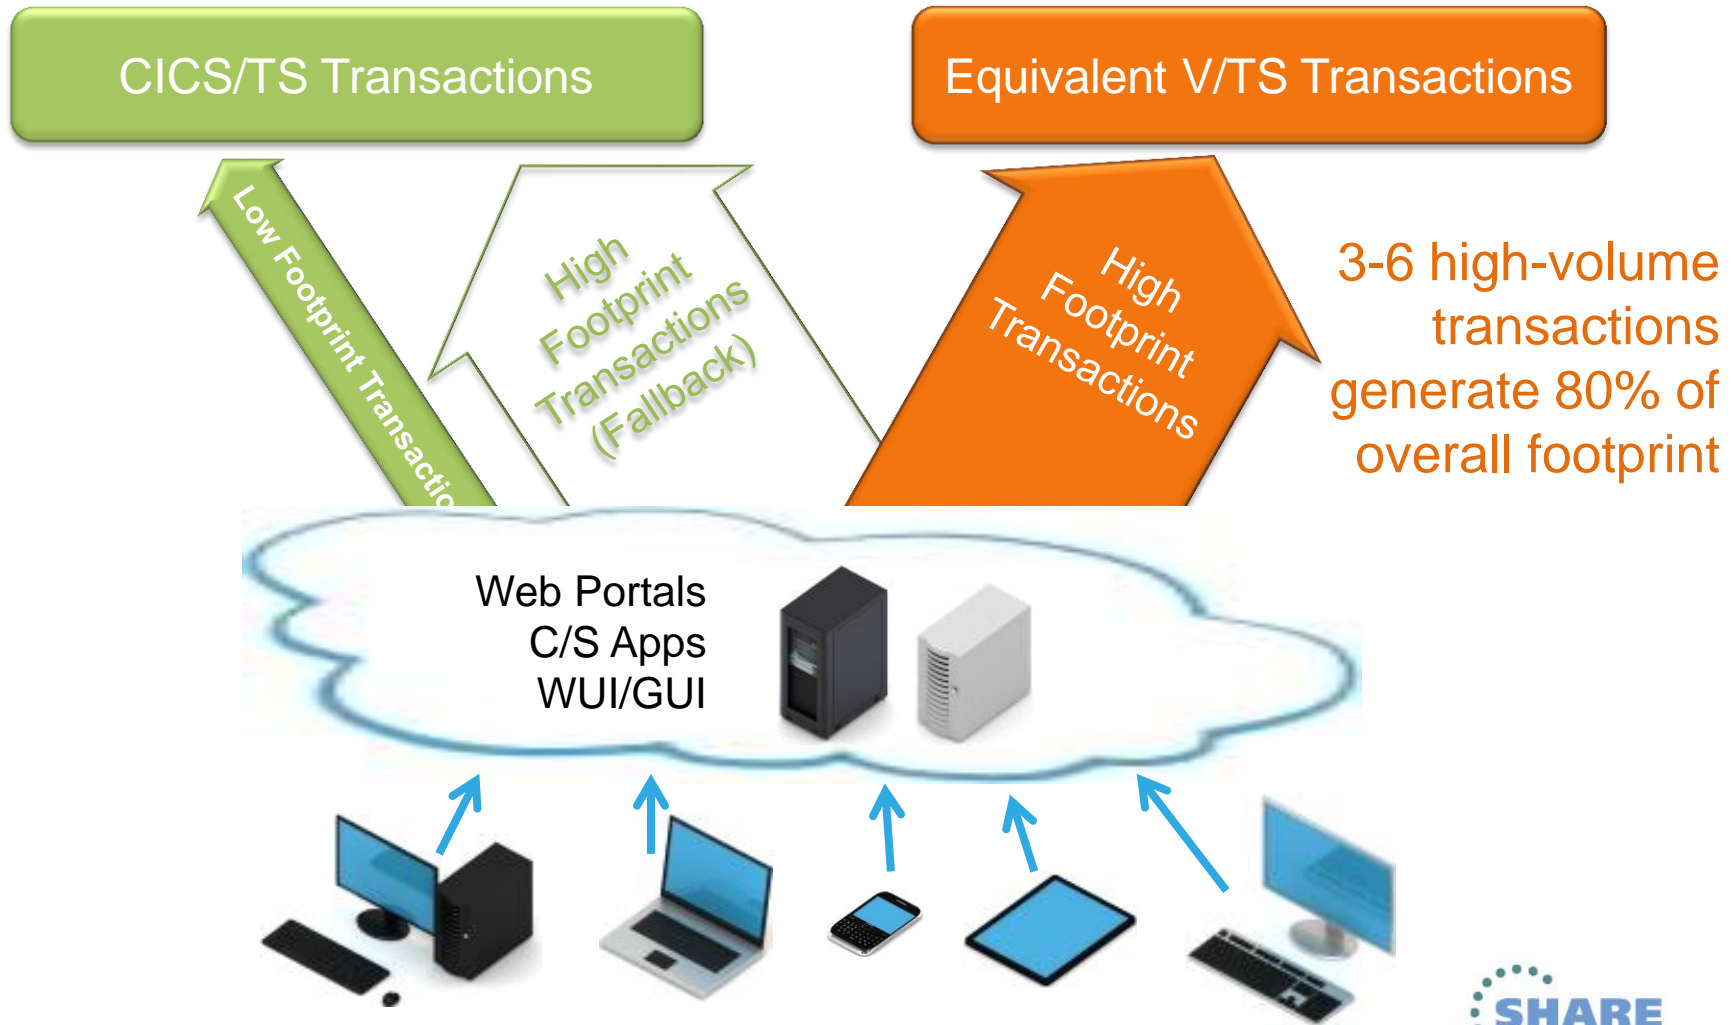 CICS/TS Transactions
Equivalent V/TS Transactions
Low Footprint
High
Footprint
Transactions
(Fallback)
High
Footprint
Transactions
3-6 high-volume
transactions
generate 80% of
overall footprint
Web Portals
C/S Apps
WUI/GUI
SHARE